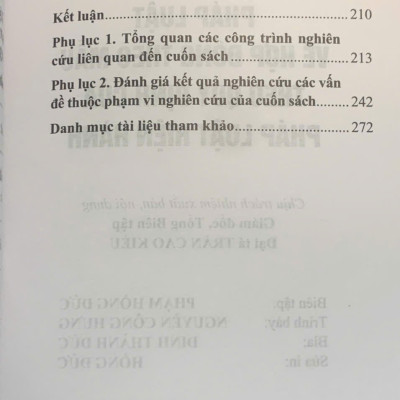 Kết luận.......................................................210
Phụ lục 1. Tổng quan các công trình nghiên
cứu liên quan đến cuốn sách............................213
Phụ lục 2. Đánh giá kết quả nghiên cứu các vấn
đề thuộc phạm vi nghiên cứu của cuốn sách......242
Danh mục tài liệu tham khảo..........................272
Chịu trách nhiệm xuất bản, nội dung
Giám đốc, Tổng Biên tập
Đại tá TRẦN CAO KIỀU
Biên tập: PHẠM HỒNG ĐỨC
Trình bày: NGUYỄN CÔNG HÙNG
Bìa: ĐINH THÀNH ĐỨC
Sửa in: HỒNG ĐỨC